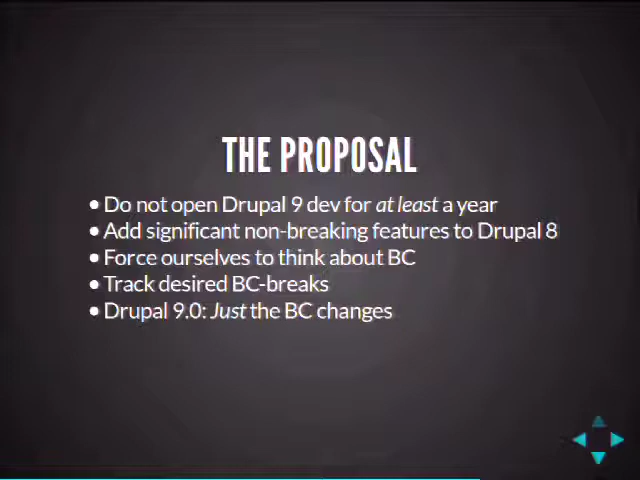 THE PROPOSAL
• Do not open Drupal 9 dev for at least a year
• Add significant non-breaking features to Drupal 8
• Force ourselves to think about BC
• Track desired BC-breaks
• Drupal 9.0: Just the BC changes